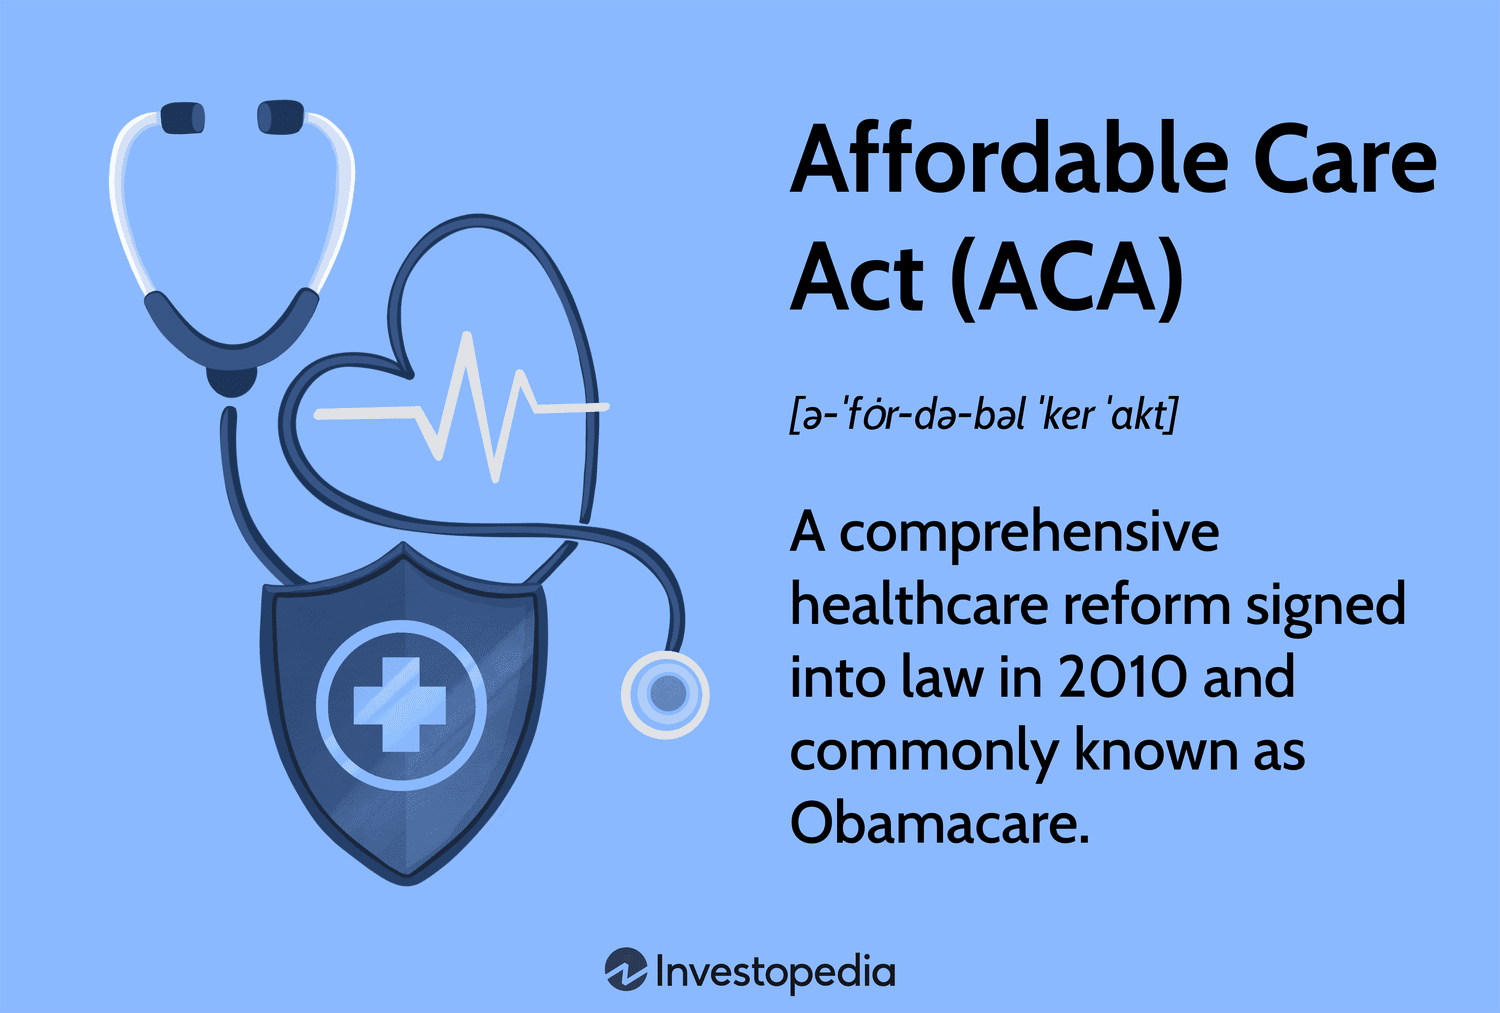 Affordable Care
Act (ACA)
[ə-ˈfȯr-də-bəl ˈker ˈakt]
A comprehensive
healthcare reform signed
into law in 2010 and
commonly known as
Obamacare.
Investopedia